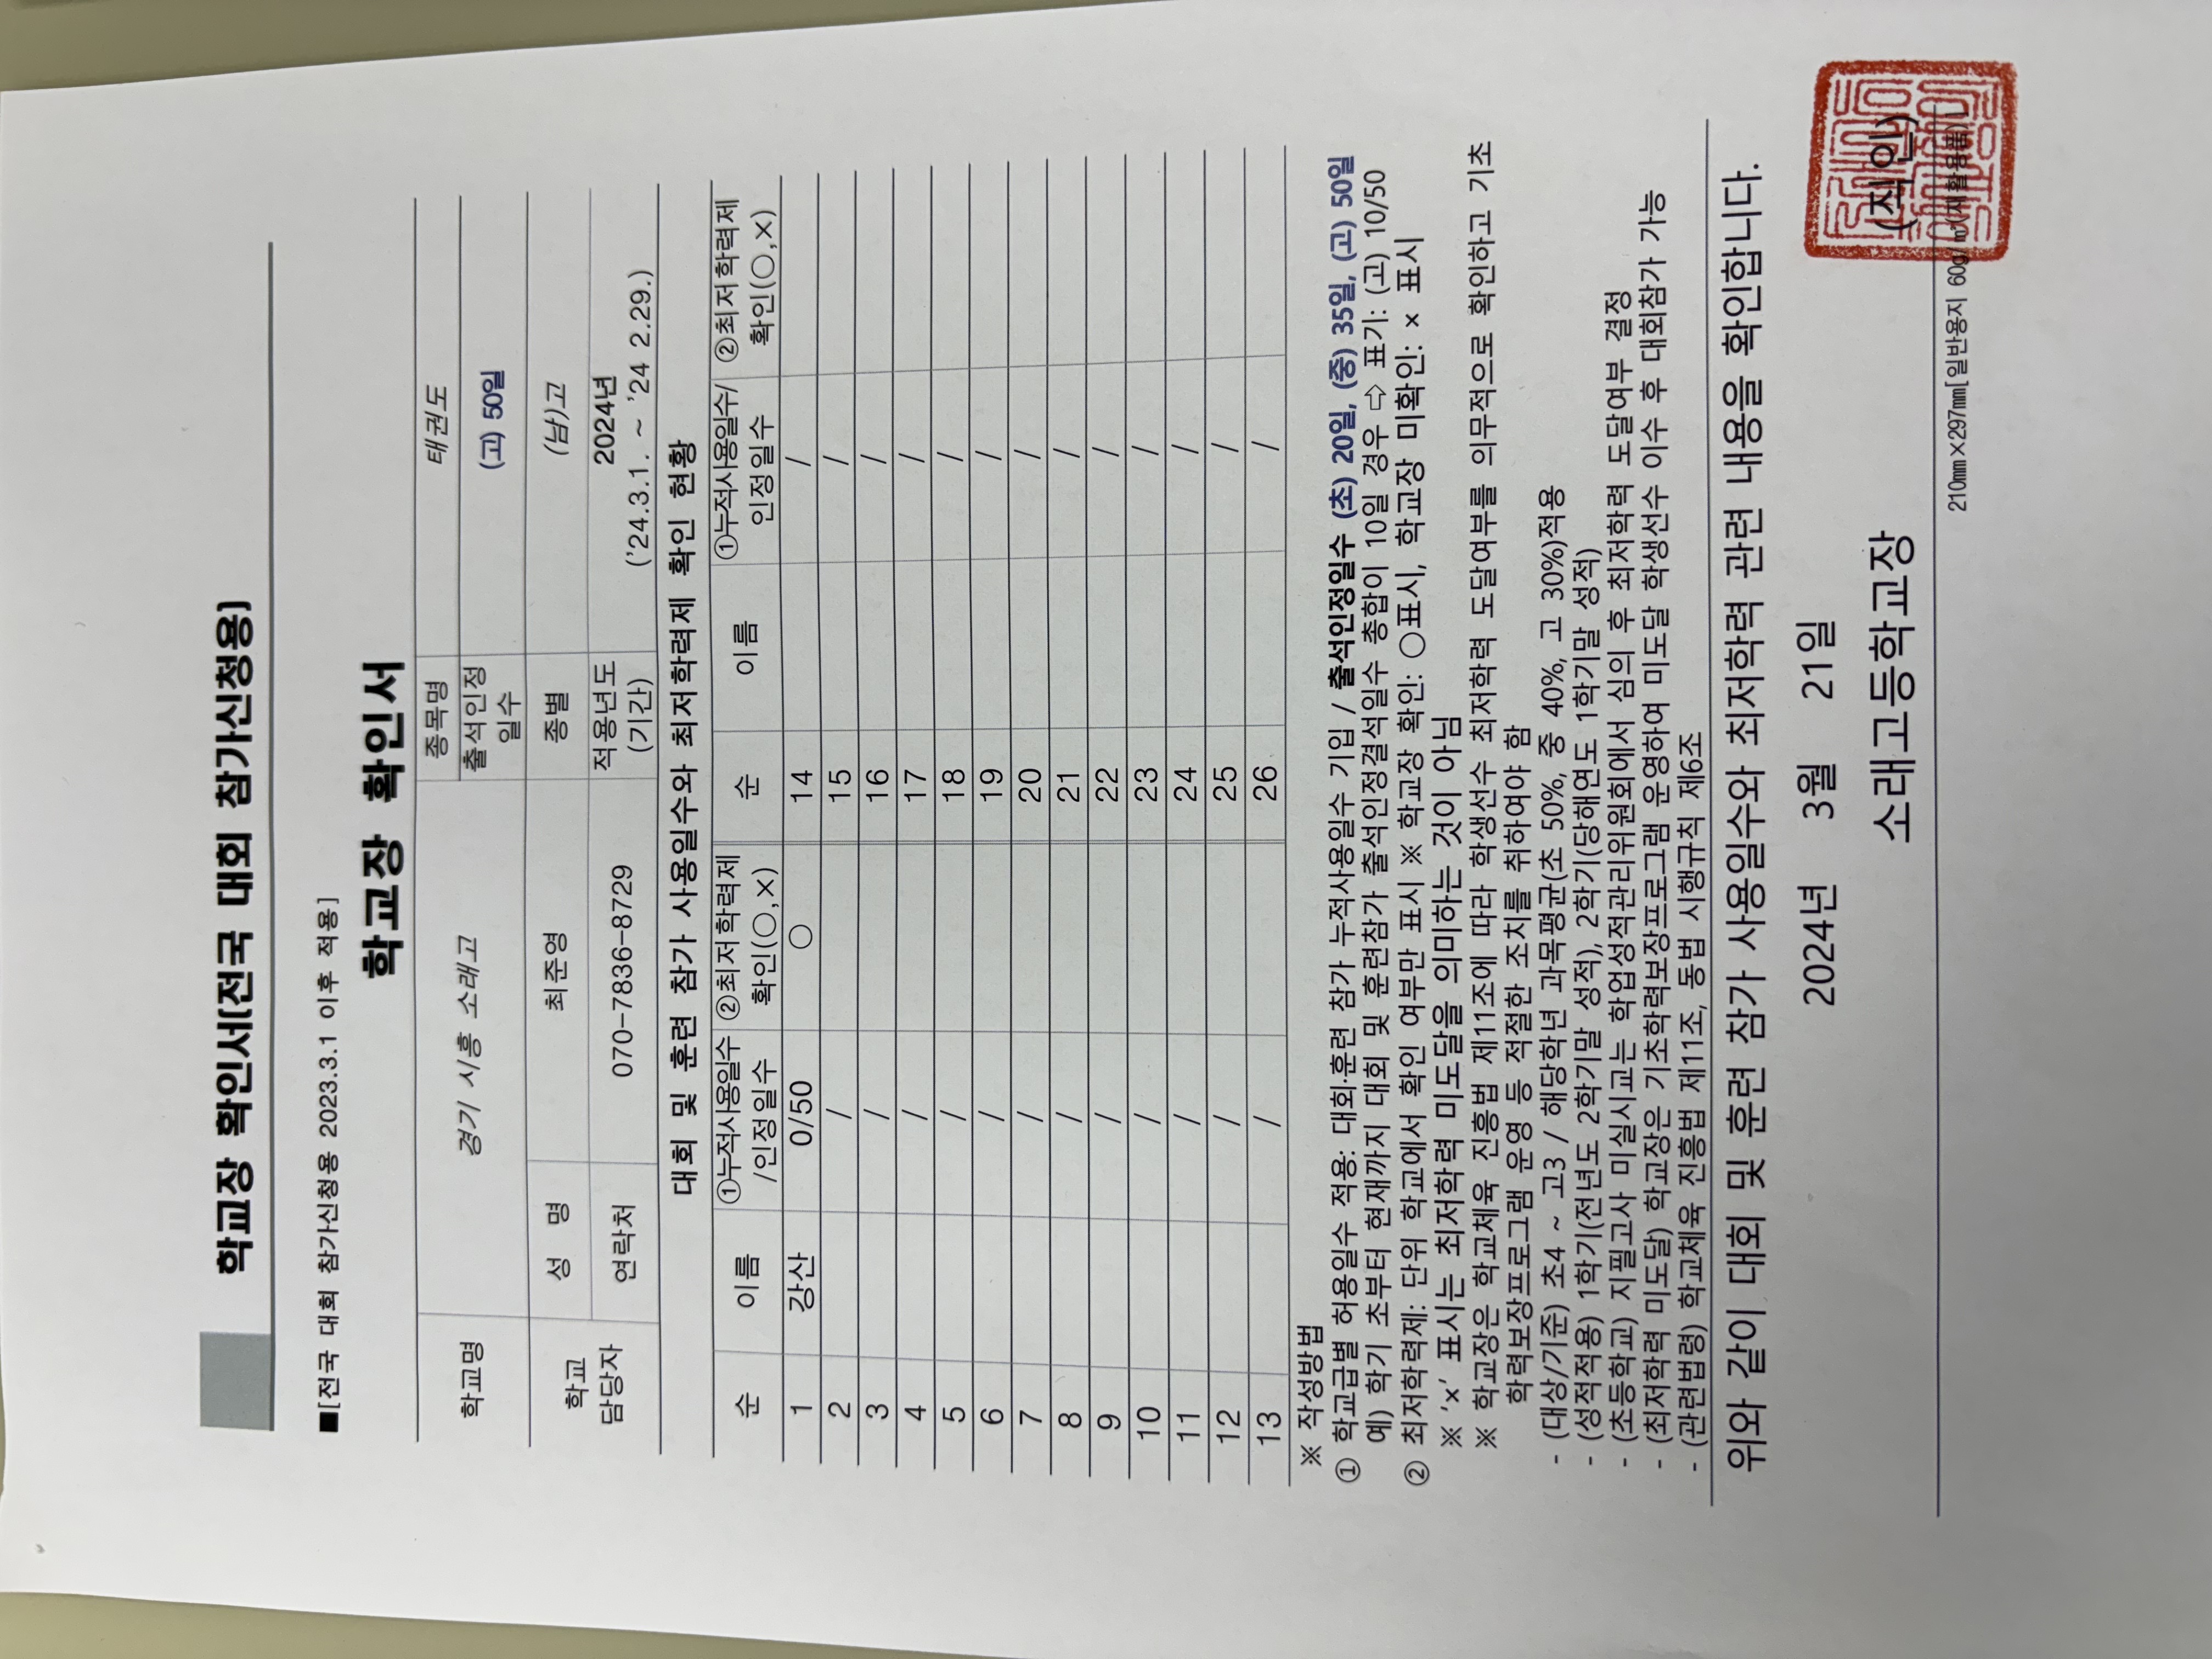 학교장 확인서(전국 대회 참가신청용)
■[전국 대회 참가신청용 2023.3.1 이후 적용]
학교장 확인서
학교명 경기 시흥 소래고 종목명 태권도
출석인정 일수 (고) 50일
학교 담당자 성 명 최준영 종별 (남)고
연락처 070-7836-8729 적용년도 (기간) 2024년 ('24.3.1. ~ '24 2.29.)
대회 및 훈련 참가 사용일수와 최저학력제 확인 현황
순 이름 ①누적사용일수 /인정일수 ②최저학력제 확인(○,×) 순 이름 ①누적사용일수/ 인정일수 ②최저학력제 확인(○,×)
1 강산 0/50 ○ 14 /
2 / 15 /
3 / 16 /
4 / 17 /
5 / 18 /
6 / 19 /
7 / 20 /
8 / 21 /
9 / 22 /
10 / 23 /
11 / 24 /
12 / 25 /
13 / 26 /
※ 작성방법
① 학교급별 허용일수 적용: 대회·훈련 참가 누적사용일수 기입 / 출석인정일수 (초) 20일, (중) 35일, (고) 50일
예) 학기 초부터 현재까지 대회 및 훈련참가 출석인정결석일수 총합이 10일 경우 ⇨ 표기: (고) 10/50
② 최저학력제: 단위 학교에서 확인 여부만 표시 ※ 학교장 확인: ○표시, 학교장 미확인: × 표시
※ '×' 표시는 최저학력 미도달을 의미하는 것이 아님
※ 학교장은 학교체육 진흥법 제11조에 따라 학생선수 최저학력 도달여부를 의무적으로 확인하고 기초
학력보장프로그램 운영 등 적절한 조치를 취하여야 함
- (대상/기준) 초4 ~ 고3 / 해당학년 과목평균(초 50%, 중 40%, 고 30%)적용
- (성적적용) 1학기(전년도 2학기말 성적), 2학기(당해연도 1학기말 성적)
- (초등학교) 지필고사 미실시교는 학업성적관리위원회에서 심의 후 최저학력 도달여부 결정
- (최저학력 미도달) 학교장은 기초학력보장프로그램 운영하여 미도달 학생선수 이수 후 대회참가 가능
- (관련법령) 학교체육 진흥법 제11조, 동법 시행규칙 제6조
위와 같이 대회 및 훈련 참가 사용일수와 최저학력 관련 내용을 확인합니다.
2024년 3월 21일
소래고등학교장 (직인)
210㎜×297㎜[일반용지 60g/㎡(재활용품)]